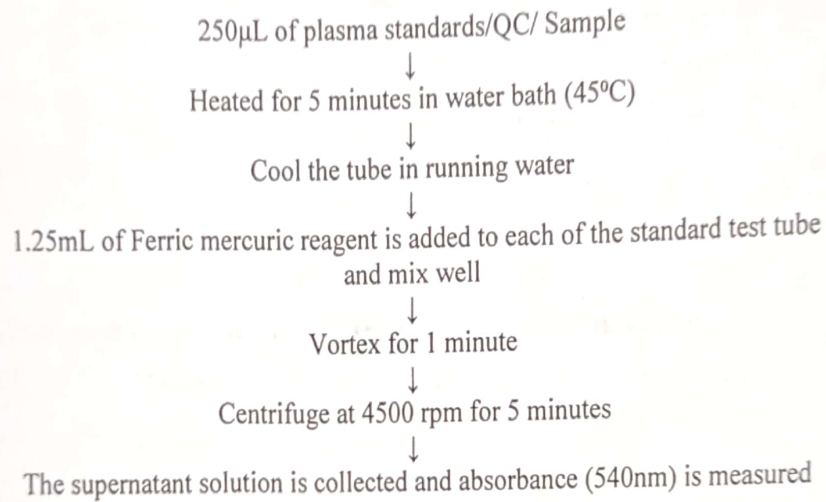 250µL of plasma standards/QC/ Sample
↓
Heated for 5 minutes in water bath (45⁰C)
↓
Cool the tube in running water
↓
1.25mL of Ferric mercuric reagent is added to each of the standard test tube
and mix well
↓
Vortex for 1 minute
↓
Centrifuge at 4500 rpm for 5 minutes
↓
The supernatant solution is collected and absorbance (540nm) is measured